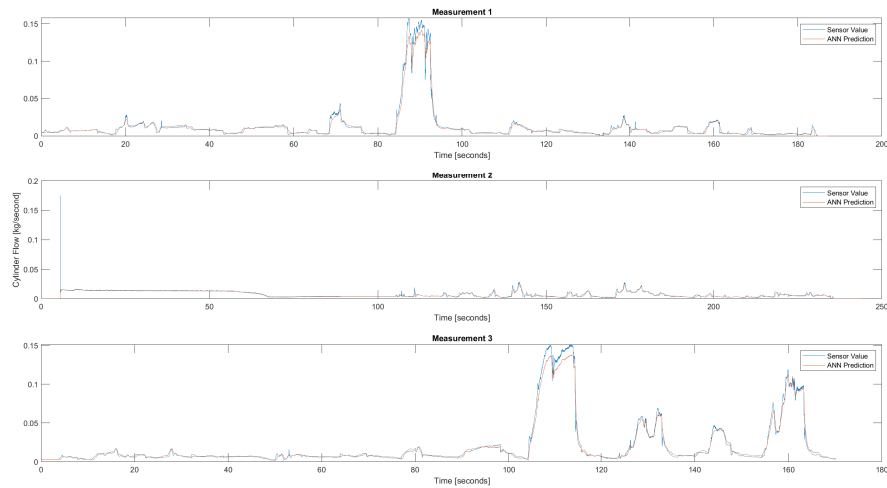 Measurement 1
0.15
0.1
0.05
0
Sensor Value
ANN Prediction
0 20 40 60 80 100 120 140 160 180 200
Time [seconds]
Measurement 2
Cylinder Flow [kg/second]
0.2
0.15
0.1
0.05
0
Sensor Value
ANN Prediction
0 50 100 150 200 250
Time [seconds]
Measurement 3
0.15
0.1
0.05
0
Sensor Value
ANN Prediction
0 20 40 60 80 100 120 140 160 180
Time [seconds]